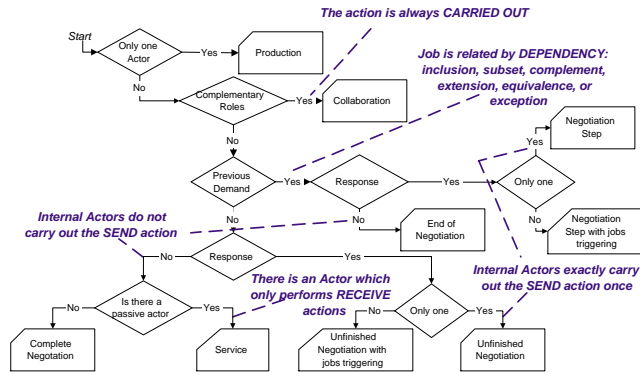 The action is always CARRIED OUT
Start
Only one
Actor
Yes
Production
No
Job is related by DEPENDENCY:
inclusion, subset, complement,
extension, equivalence, or
exception
Complementary
Roles
Yes
Collaboration
Negotiation
Step
No
Yes
Previous
Demand
Yes
Response
Yes
Only one
Internal Actors do not
carry out the SEND action
No
No
No
End of
Negotiation
Negotiation
Step with jobs
triggering
No
Response
Yes
There is an Actor which
only performs RECEIVE
actions
Internal Actors exactly carry
out the SEND action once
No
Is there a
passive actor
Yes
No
Only one
Yes
Complete
Negotation
Service
Unfinished
Negotiation with
jobs triggering
Unfinished
Negotiation